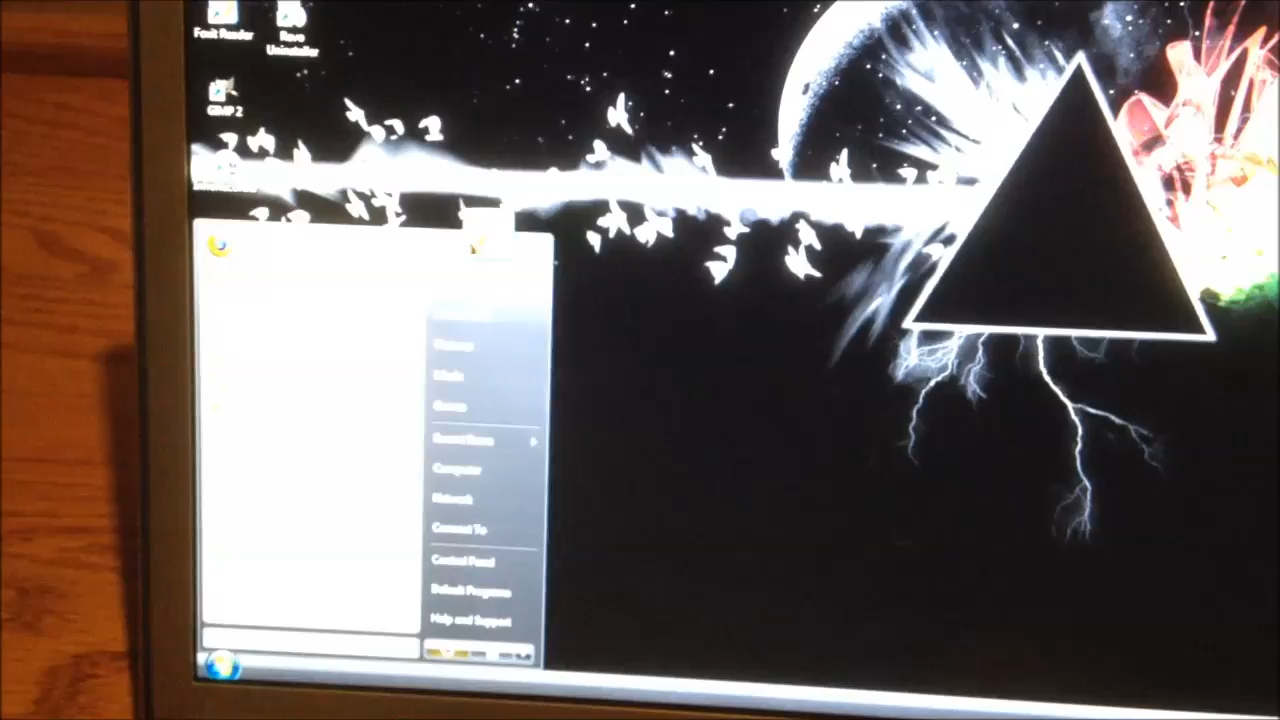 Foxit Reader
Revo
Uninstaller
GIMP 2
Pictures
Music
Games
Recent Items
Computer
Network
Connect To
Control Panel
Default Programs
Help and Support